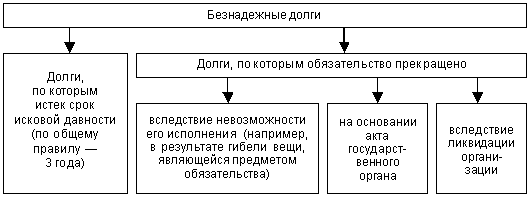 Безнадежные долги
Долги,
по которым
истек срок
исковой давности
(по общему
правилу —
3 года)
Долги, по которым обязательство прекращено
вследствие невозможности
его исполнения (например,
в результате гибели вещи,
являющейся предметом
обязательства)
на основании
акта
государст-
венного
органа
вследствие
ликвидации
органи-
зации